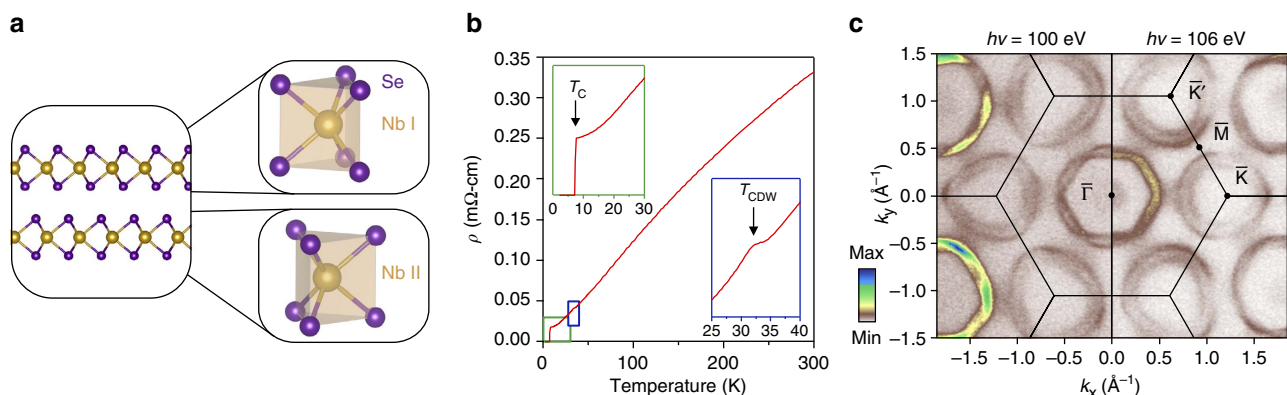 a
Se
Nb I
Nb II
b
0.35
0.30
0.25
0.20
0.15
0.10
0.05
0.00
ρ (mΩ-cm)
0
100
200
300
Temperature (K)
T_C
0 10 20 30
T_CDW
25 30 35 40
c
hν = 100 eV
hν = 106 eV
1.5
1.0
0.5
0.0
−0.5
−1.0
−1.5
k_y (Å⁻¹)
Max
Min
K̅′
M̅
Γ̅
K̅
−1.5 −1.0 −0.5 0.0 0.5 1.0 1.5
k_x (Å⁻¹)